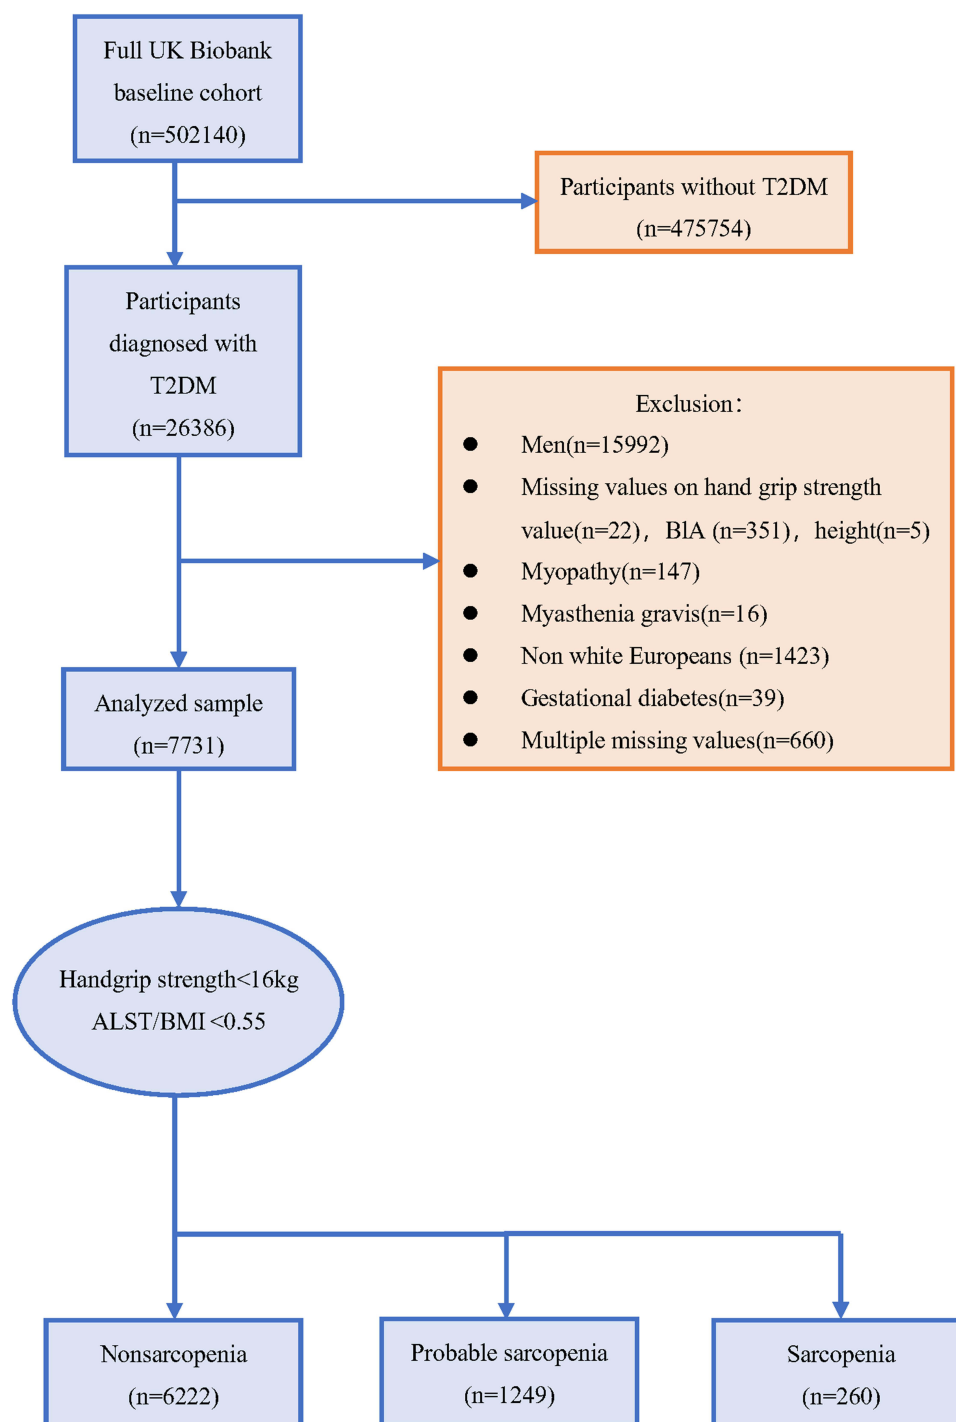 Full UK Biobank
baseline cohort
(n=502140)
Participants without T2DM
(n=475754)
Participants
diagnosed with
T2DM
(n=26386)
Exclusion：
● Men(n=15992)
● Missing values on hand grip strength
value(n=22)，BlA (n=351)，height(n=5)
● Myopathy(n=147)
● Myasthenia gravis(n=16)
● Non white Europeans (n=1423)
● Gestational diabetes(n=39)
● Multiple missing values(n=660)
Analyzed sample
(n=7731)
Handgrip strength<16kg
ALST/BMI <0.55
Nonsarcopenia
(n=6222)
Probable sarcopenia
(n=1249)
Sarcopenia
(n=260)